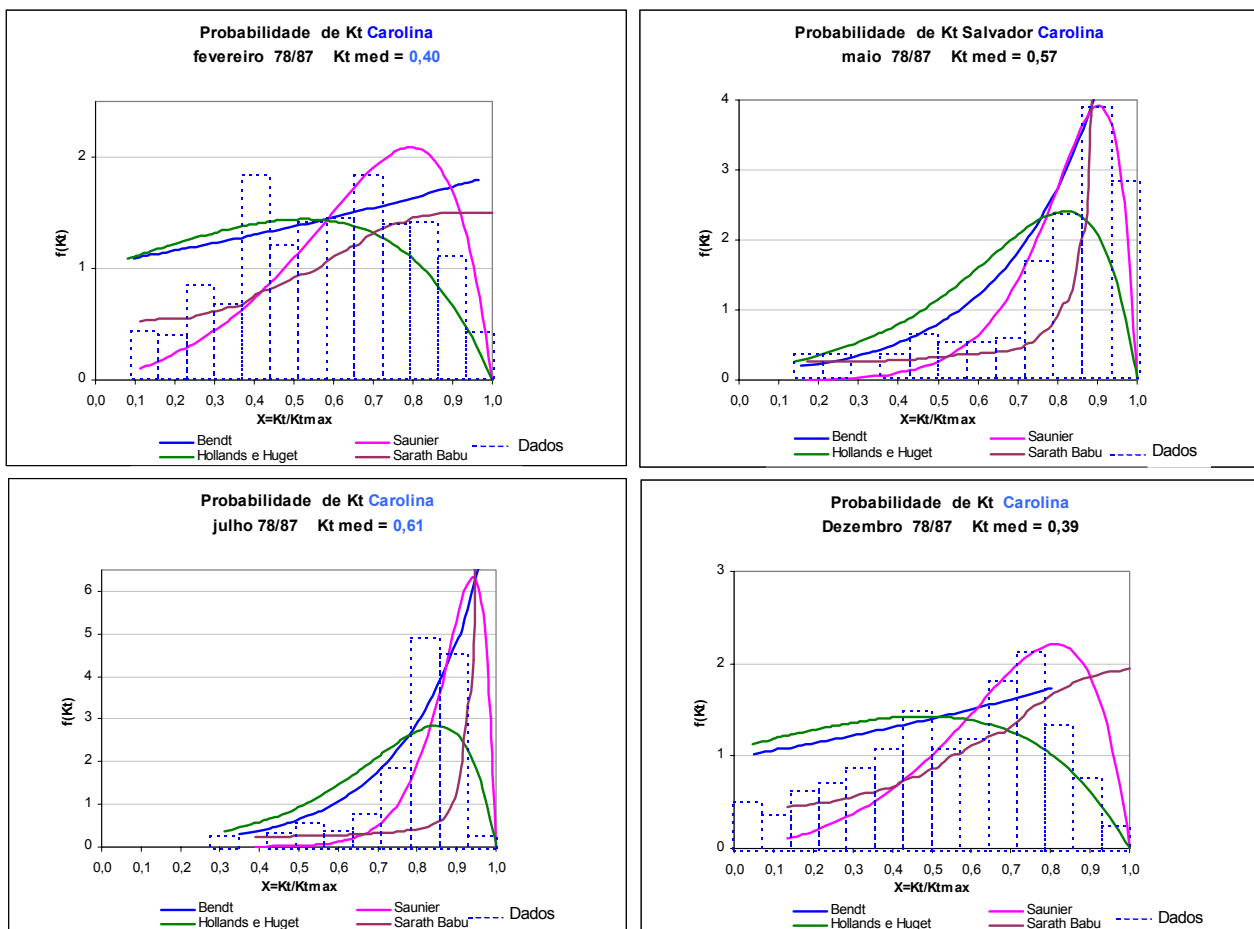 Probabilidade de Kt Carolina
fevereiro 78/87 Kt med = 0,40
2
1
0
f(Kt)
0,0 0,1 0,2 0,3 0,4 0,5 0,6 0,7 0,8 0,9 1,0
X=Kt/Ktmax
Bendt Saunier
Hollands e Huget Sarath Babu Dados
Probabilidade de Kt Salvador Carolina
maio 78/87 Kt med = 0,57
4
3
2
1
0
f(Kt)
0,0 0,1 0,2 0,3 0,4 0,5 0,6 0,7 0,8 0,9 1,0
X=Kt/Ktmax
Bendt Saunier
Hollands e Huget Sarath Babu Dados
Probabilidade de Kt Carolina
julho 78/87 Kt med = 0,61
6
5
4
3
2
1
0
f(Kt)
0,0 0,1 0,2 0,3 0,4 0,5 0,6 0,7 0,8 0,9 1,0
X=Kt/Ktmax
Bendt Saunier
Hollands e Huget Sarath Babu Dados
Probabilidade de Kt Carolina
Dezembro 78/87 Kt med = 0,39
3
2
1
0
f(Kt)
0,0 0,1 0,2 0,3 0,4 0,5 0,6 0,7 0,8 0,9 1,0
X=Kt/Ktmax
Bendt Saunier
Hollands e Huget Sarath Babu Dados